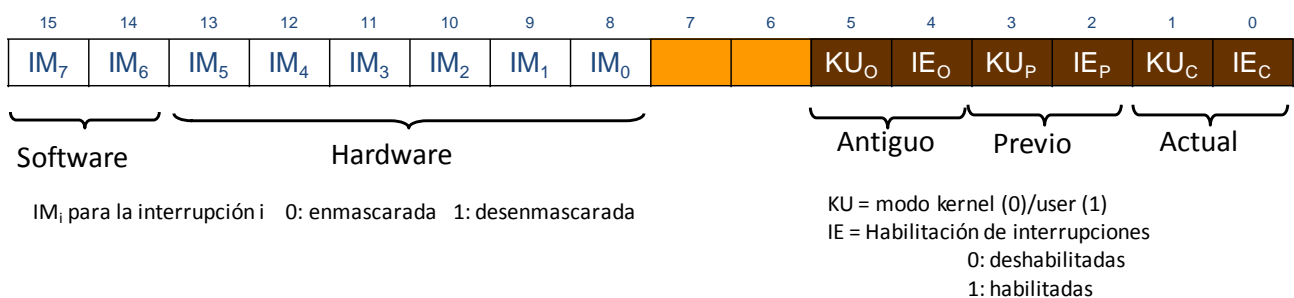 15 14 13 12 11 10 9 8 7 6 5 4 3 2 1 0
IM7 IM6 IM5 IM4 IM3 IM2 IM1 IM0 KUO IEO KUP IEP KUC IEC
Software Hardware Antiguo Previo Actual
IMi para la interrupción i 0: enmascarada 1: desenmascarada
KU = modo kernel (0)/user (1)
IE = Habilitación de interrupciones
0: deshabilitadas
1: habilitadas